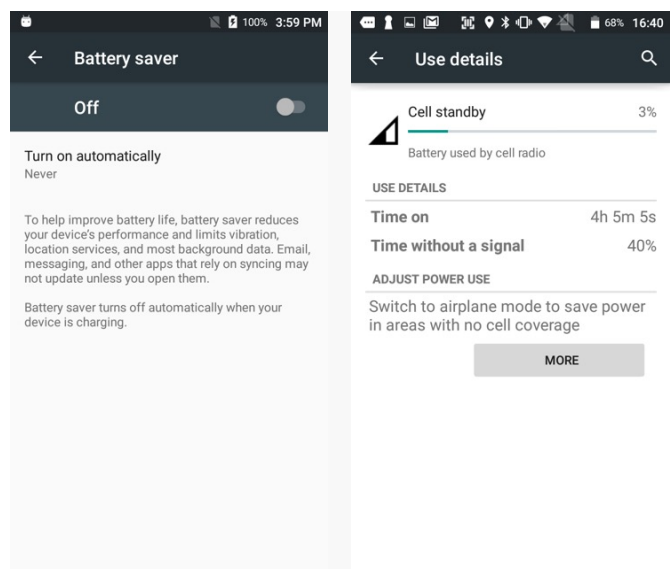 100% 3:59 PM
Battery saver
Off
Turn on automatically
Never
To help improve battery life, battery saver reduces
your device's performance and limits vibration,
location services, and most background data. Email,
messaging, and other apps that rely on syncing may
not update unless you open them.
Battery saver turns off automatically when your
device is charging.
68% 16:40
Use details
Cell standby 3%
Battery used by cell radio
USE DETAILS
Time on 4h 5m 5s
Time without a signal 40%
ADJUST POWER USE
Switch to airplane mode to save power
in areas with no cell coverage
MORE